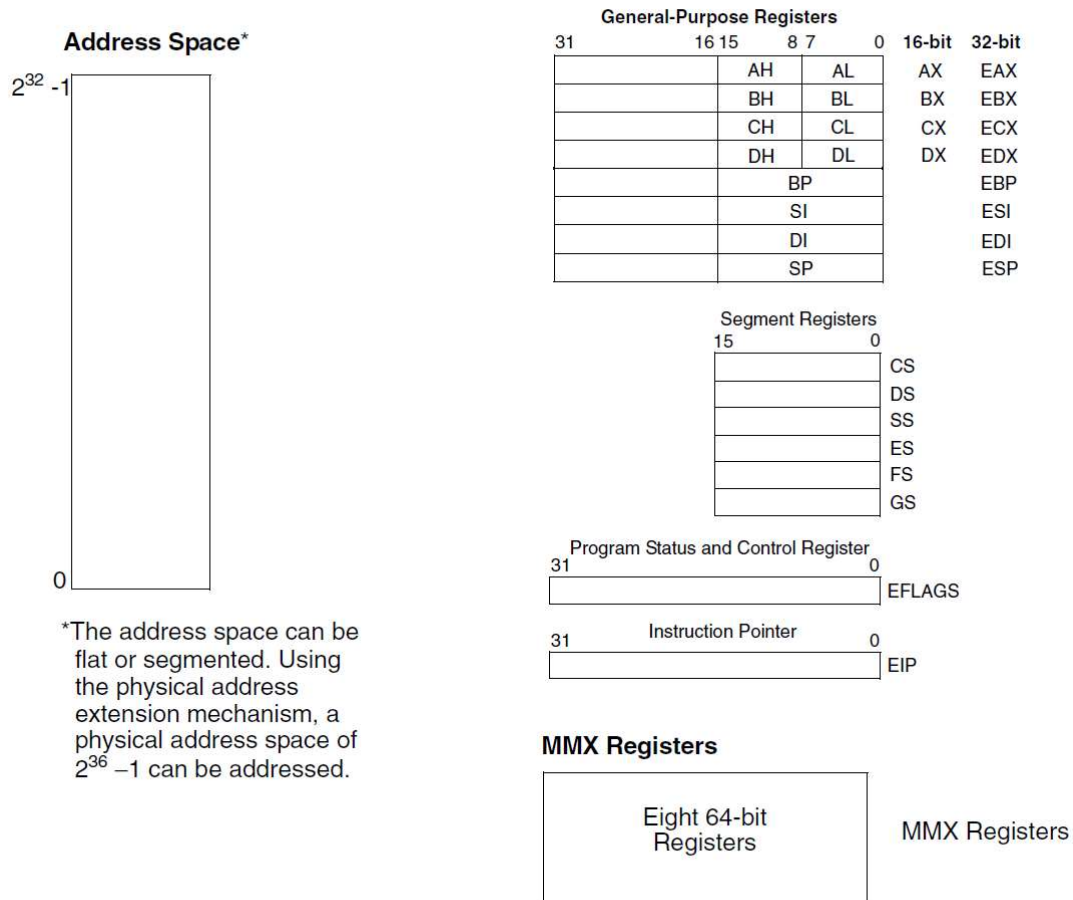 Address Space*
2^32 -1
0
*The address space can be
flat or segmented. Using
the physical address
extension mechanism, a
physical address space of
2^36 –1 can be addressed.
General-Purpose Registers
31 16 15 8 7 0 16-bit 32-bit
AH AL AX EAX
BH BL BX EBX
CH CL CX ECX
DH DL DX EDX
BP EBP
SI ESI
DI EDI
SP ESP
Segment Registers
15 0
CS
DS
SS
ES
FS
GS
Program Status and Control Register
31 0
EFLAGS
Instruction Pointer
31 0
EIP
MMX Registers
Eight 64-bit
Registers
MMX Registers